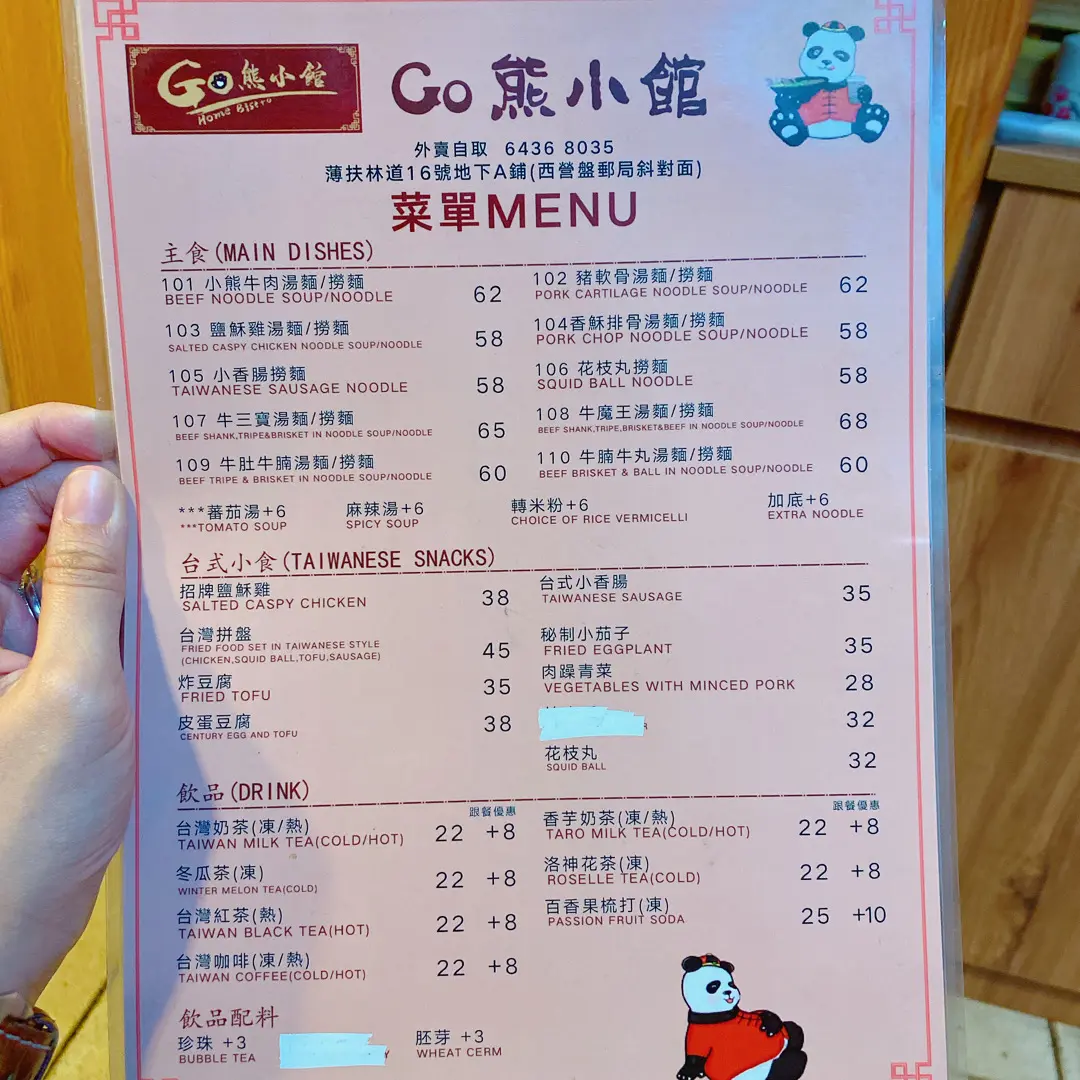 Go熊小館
Home Bistro
Go 熊小館
外賣自取 6436 8035
薄扶林道16號地下A鋪(西營盤郵局斜對面)
菜單MENU
主食(MAIN DISHES)
101 小熊牛肉湯麵/撈麵 62
BEEF NOODLE SOUP/NOODLE
102 豬軟骨湯麵/撈麵 62
PORK CARTILAGE NOODLE SOUP/NOODLE
103 鹽穌雞湯麵/撈麵 58
SALTED CASPY CHICKEN NOODLE SOUP/NOODLE
104香穌排骨湯麵/撈麵 58
PORK CHOP NOODLE SOUP/NOODLE
105 小香腸撈麵 58
TAIWANESE SAUSAGE NOODLE
106 花枝丸撈麵 58
SQUID BALL NOODLE
107 牛三寶湯麵/撈麵 65
BEEF SHANK,TRIPE&BRISKET IN NOODLE SOUP/NOODLE
108 牛魔王湯麵/撈麵 68
BEEF SHANK,TRIPE,BRISKET&BEEF IN NOODLE SOUP/NOODLE
109 牛肚牛腩湯麵/撈麵 60
BEEF TRIPE & BRISKET IN NOODLE SOUP/NOODLE
110 牛腩牛丸湯麵/撈麵 60
BEEF BRISKET & BALL IN NOODLE SOUP/NOODLE
***蕃茄湯+6 麻辣湯+6 轉米粉+6 加底+6
***TOMATO SOUP SPICY SOUP CHOICE OF RICE VERMICELLI EXTRA NOODLE
台式小食(TAIWANESE SNACKS)
招牌鹽穌雞 38
SALTED CASPY CHICKEN
台式小香腸 35
TAIWANESE SAUSAGE
台灣拼盤 45
FRIED FOOD SET IN TAIWANESE STYLE
(CHICKEN,SQUID BALL,TOFU,SAUSAGE)
秘制小茄子 35
FRIED EGGPLANT
炸豆腐 35
FRIED TOFU
肉躁青菜 28
VEGETABLES WITH MINCED PORK
皮蛋豆腐 38
CENTURY EGG AND TOFU
32
花枝丸 32
SQUID BALL
飲品(DRINK)
跟餐優惠 跟餐優惠
台灣奶茶(凍/熱) 22 +8
TAIWAN MILK TEA(COLD/HOT)
香芋奶茶(凍/熱) 22 +8
TARO MILK TEA(COLD/HOT)
冬瓜茶(凍) 22 +8
WINTER MELON TEA(COLD)
洛神花茶(凍) 22 +8
ROSELLE TEA(COLD)
台灣紅茶(熱) 22 +8
TAIWAN BLACK TEA(HOT)
百香果梳打(凍) 25 +10
PASSION FRUIT SODA
台灣咖啡(凍/熱) 22 +8
TAIWAN COFFEE(COLD/HOT)
飲品配料
珍珠 +3 胚芽 +3
BUBBLE TEA WHEAT CERM